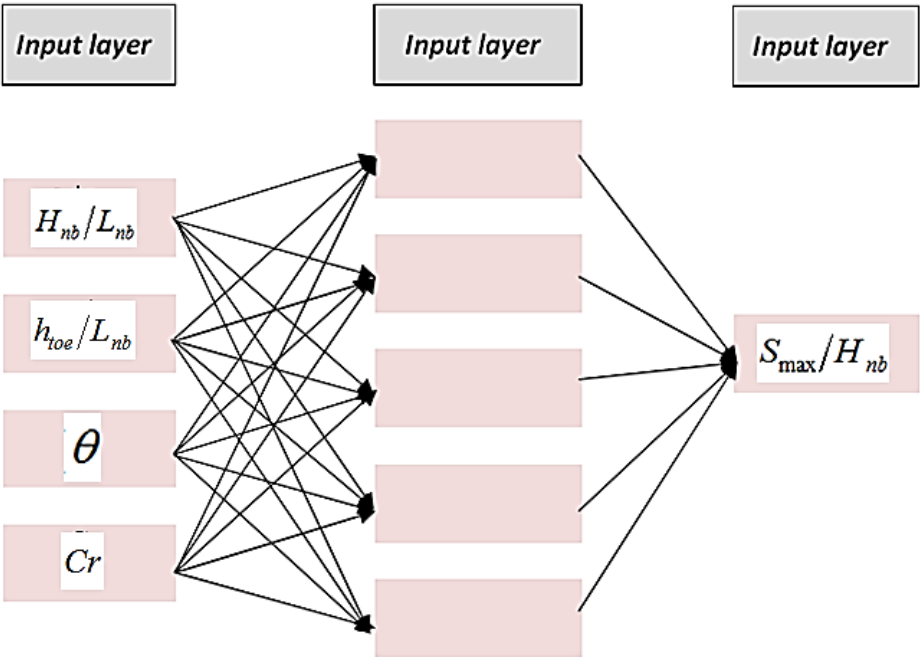 Input layer
Input layer
Input layer
H_nb/L_nb
h_toe/L_nb
θ
Cr
S_max/H_nb